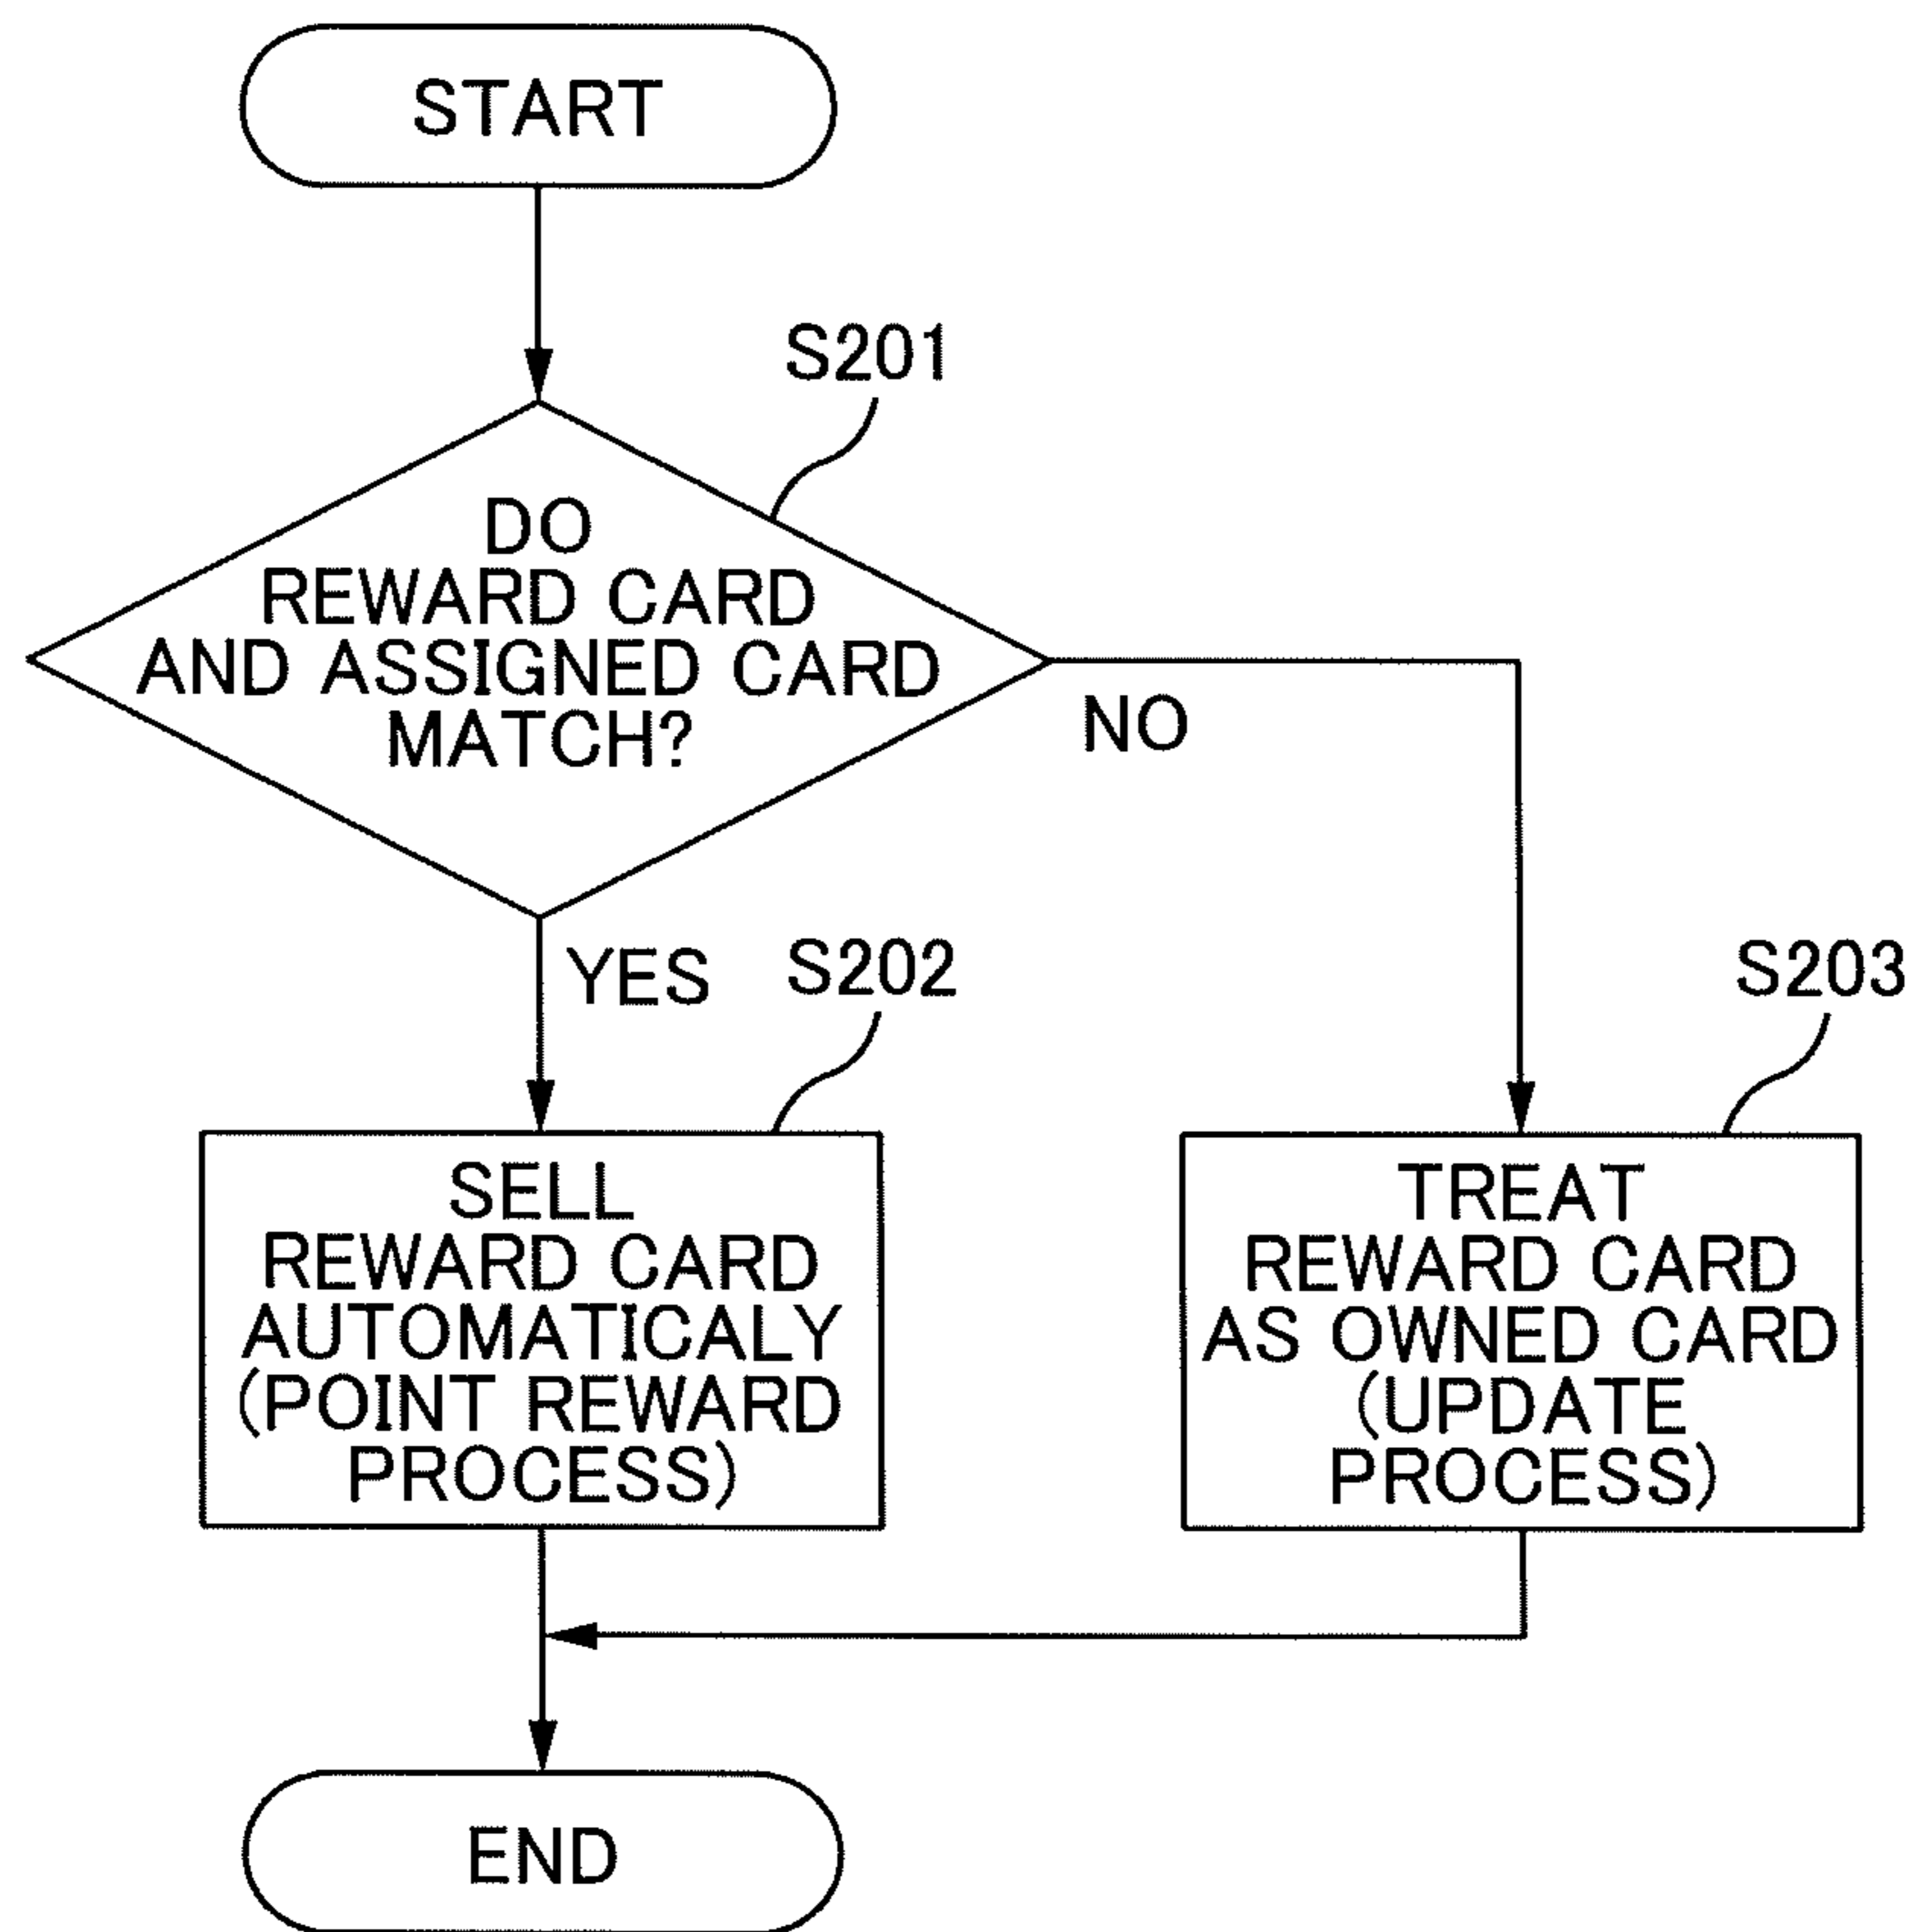 START
S201
DO
REWARD CARD
AND ASSIGNED CARD
MATCH?
NO
YES
S202
S203
SELL
REWARD CARD
AUTOMATICALY
(POINT REWARD
PROCESS)
TREAT
REWARD CARD
AS OWNED CARD
(UPDATE
PROCESS)
END